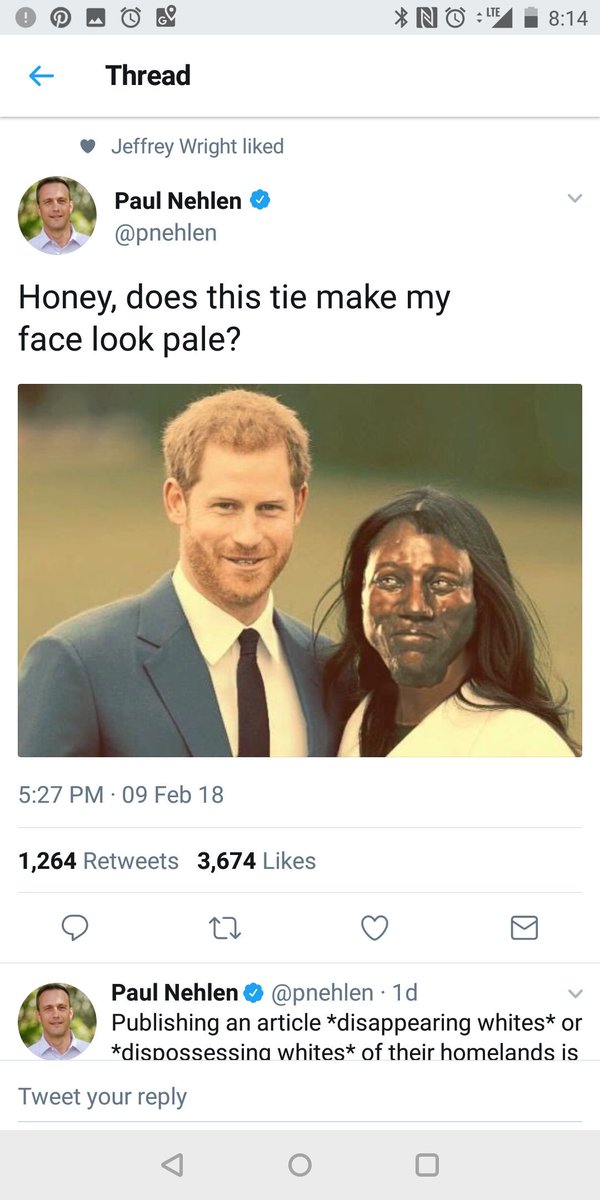 8:14
LTE
Thread
Jeffrey Wright liked
Paul Nehlen
@pnehlen
Honey, does this tie make my
face look pale?
5:27 PM · 09 Feb 18
1,264 Retweets 3,674 Likes
Paul Nehlen @pnehlen · 1d
Publishing an article *disappearing whites* or
*dispossessing whites* of their homelands is
Tweet your reply